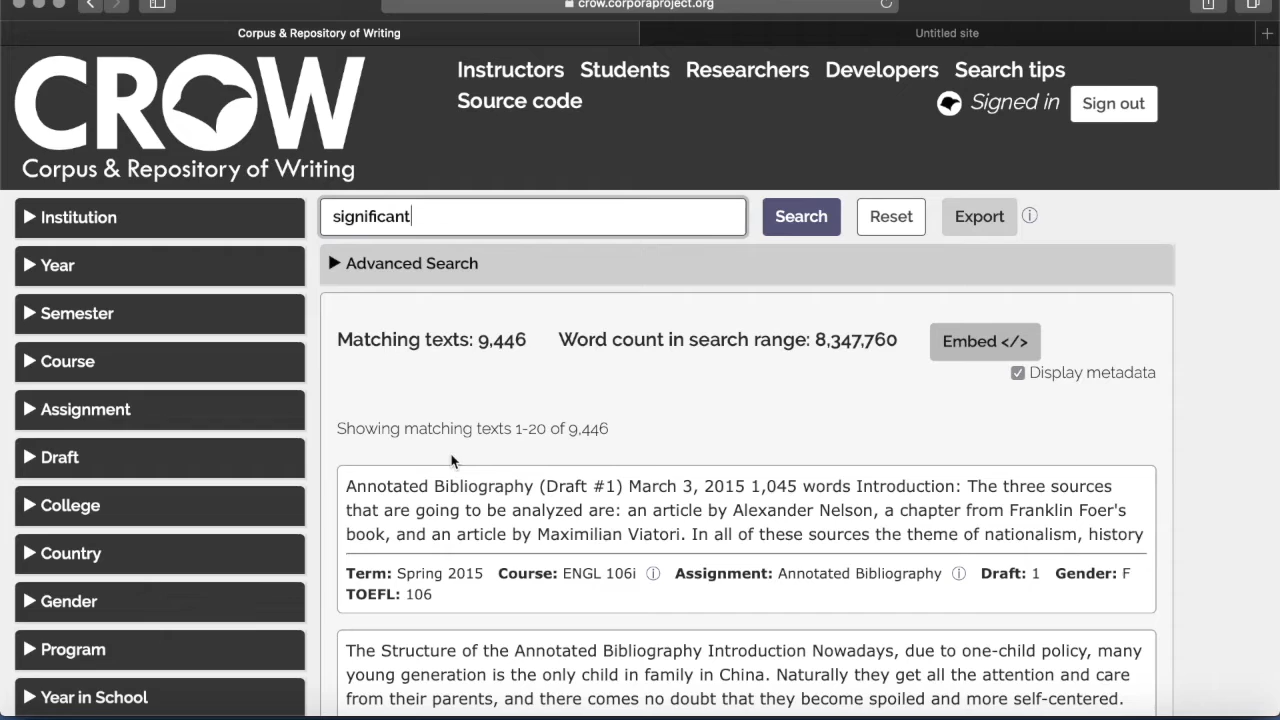 crow.corporaproject.org
Corpus & Repository of Writing
Untitled site
CROW
Corpus & Repository of Writing
Instructors Students Researchers Developers Search tips
Source code
Signed in Sign out
Institution
Year
Semester
Course
Assignment
Draft
College
Country
Gender
Program
Year in School
significant Search Reset Export
Advanced Search
Matching texts: 9,446 Word count in search range: 8,347,760 Embed </>
Display metadata
Showing matching texts 1-20 of 9,446
Annotated Bibliography (Draft #1) March 3, 2015 1,045 words Introduction: The three sources
that are going to be analyzed are: an article by Alexander Nelson, a chapter from Franklin Foer's
book, and an article by Maximilian Viatori. In all of these sources the theme of nationalism, history
Term: Spring 2015 Course: ENGL 106i Assignment: Annotated Bibliography Draft: 1 Gender: F
TOEFL: 106
The Structure of the Annotated Bibliography Introduction Nowadays, due to one-child policy, many
young generation is the only child in family in China. Naturally they get all the attention and care
from their parents, and there comes no doubt that they become spoiled and more self-centered.